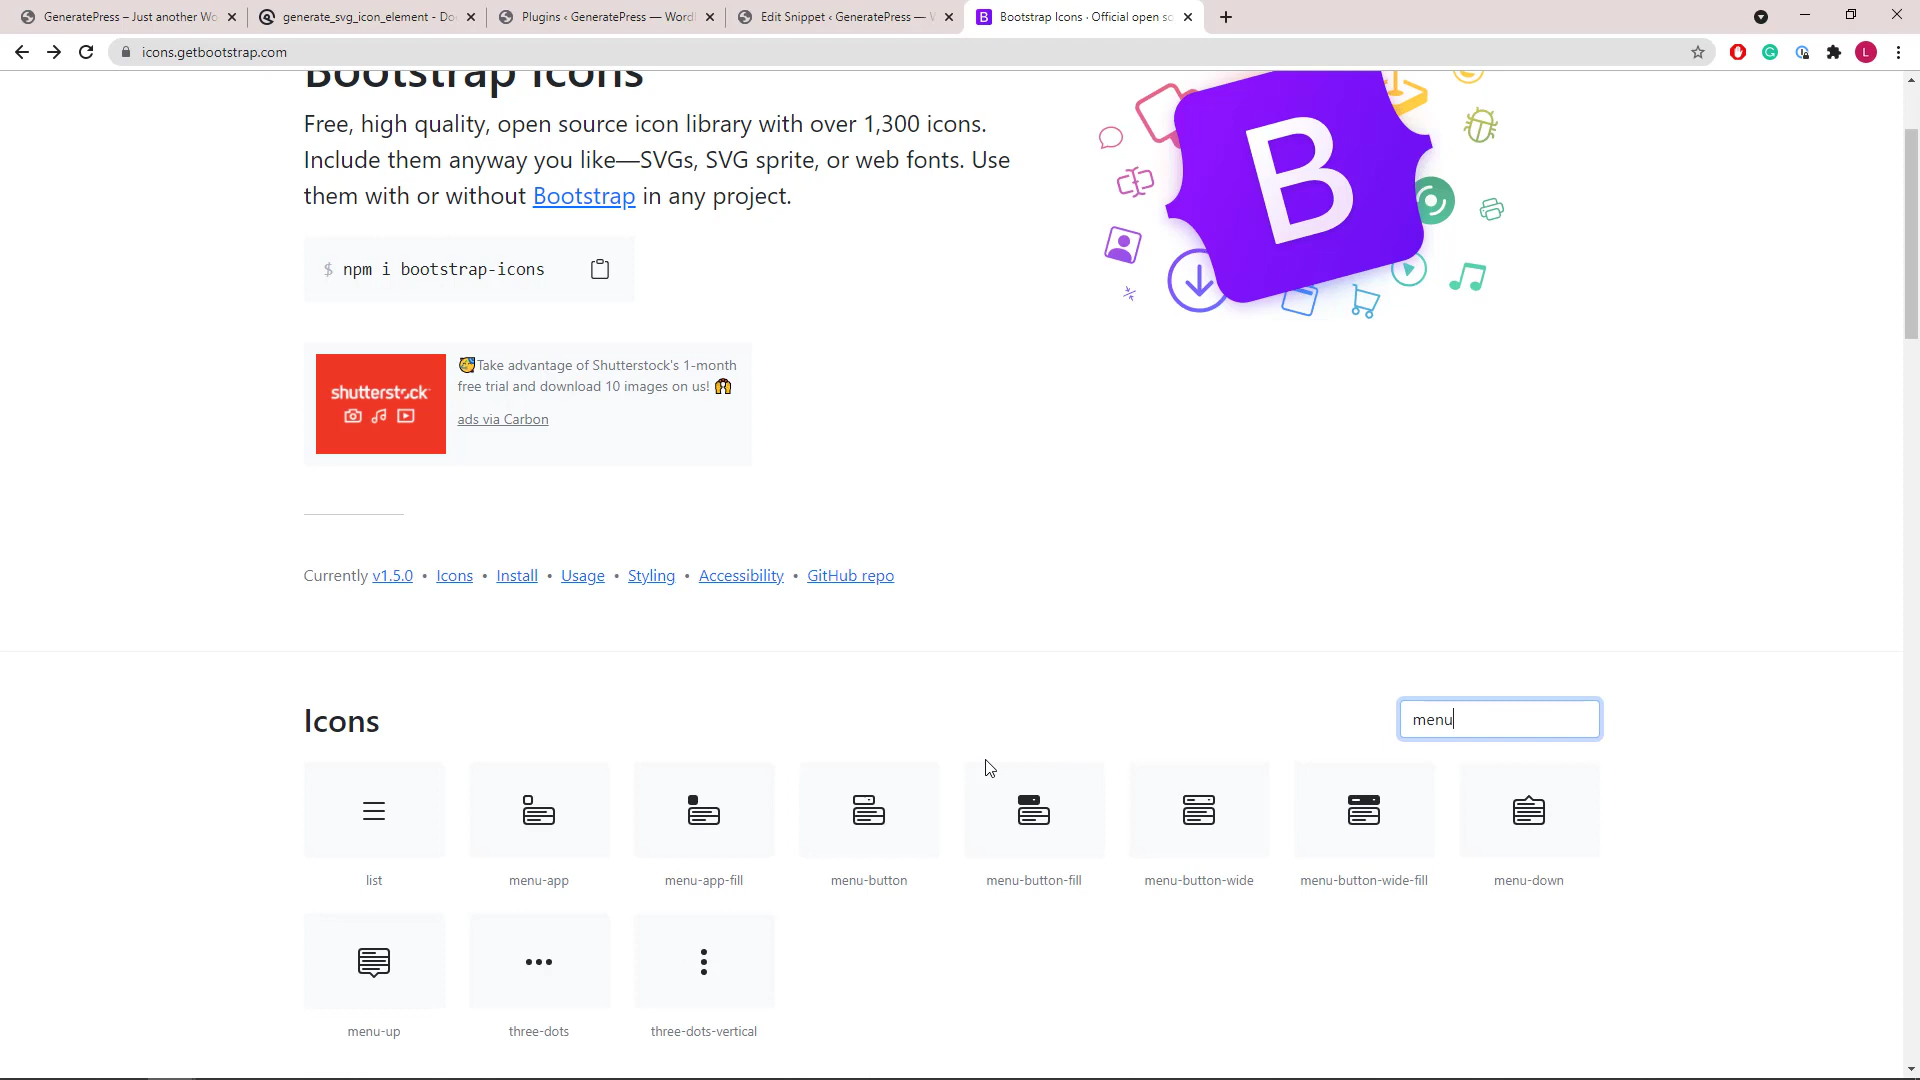 GeneratePress – Just another Wo
generate_svg_icon_element - Do
Plugins ‹ GeneratePress — Word
Edit Snippet ‹ GeneratePress — W
Bootstrap Icons · Official open so
icons.getbootstrap.com
L
Bootstrap Icons
Free, high quality, open source icon library with over 1,300 icons.
Include them anyway you like—SVGs, SVG sprite, or web fonts. Use
them with or without Bootstrap in any project.
B
$ npm i bootstrap-icons
shutterstock
Take advantage of Shutterstock's 1-month
free trial and download 10 images on us!
ads via Carbon
Currently v1.5.0 • Icons • Install • Usage • Styling • Accessibility • GitHub repo
Icons
menu
list
menu-app
menu-app-fill
menu-button
menu-button-fill
menu-button-wide
menu-button-wide-fill
menu-down
menu-up
three-dots
three-dots-vertical